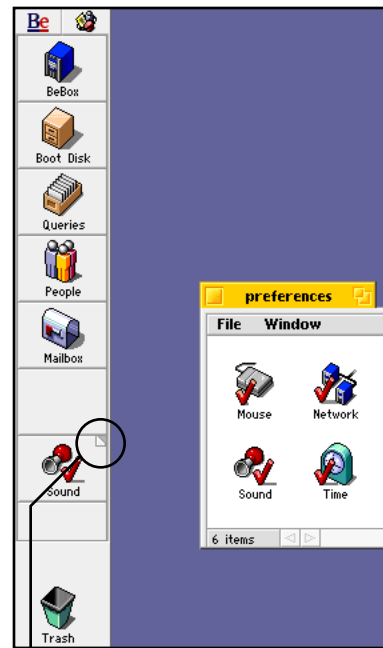 Be
BeBox
Boot Disk
Queries
People
Mailbox
Sound
Trash
preferences
File Window
Mouse Network
Sound Time
6 items